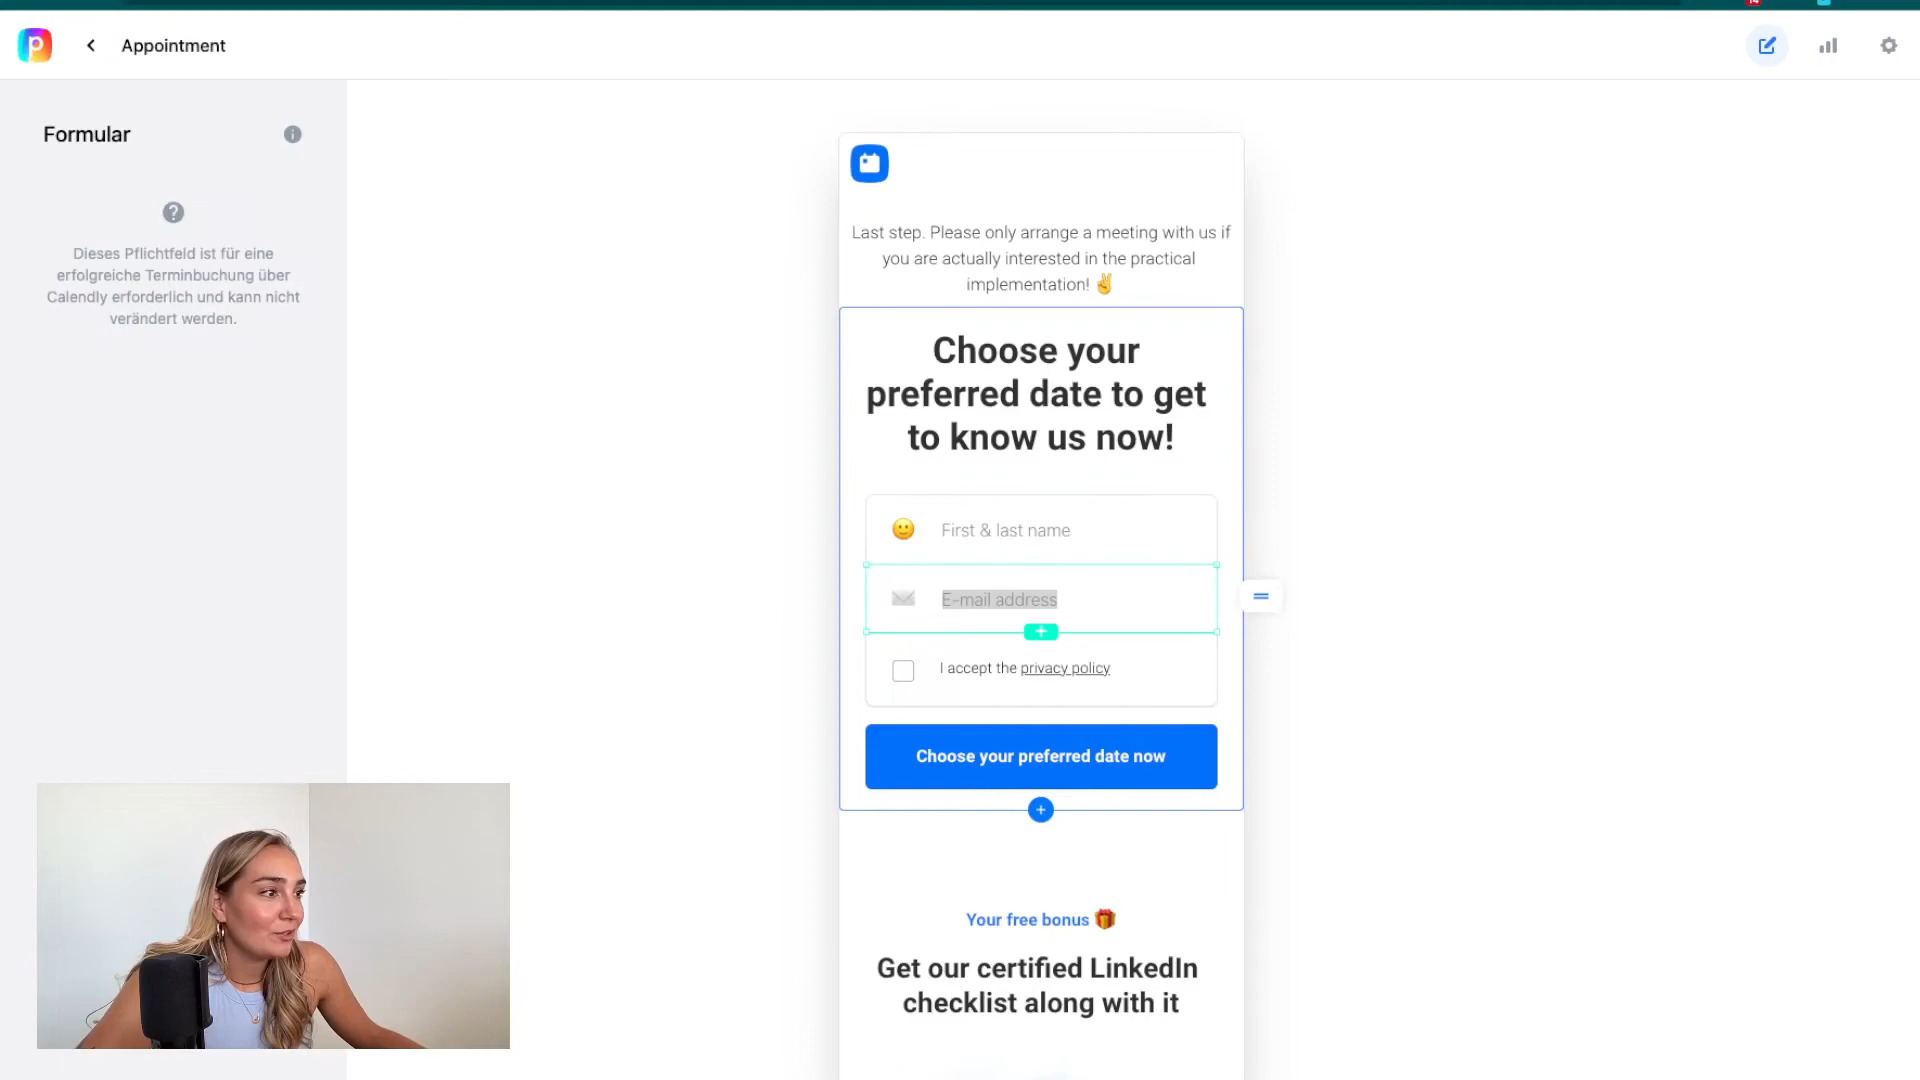 Appointment
Formular
Dieses Pflichtfeld ist für eine
erfolgreiche Terminbuchung über
Calendly erforderlich und kann nicht
verändert werden.
Last step. Please only arrange a meeting with us if
you are actually interested in the practical
implementation! ✌️
Choose your
preferred date to get
to know us now!
First & last name
E-mail address
I accept the privacy policy
Choose your preferred date now
Your free bonus 🎁
Get our certified LinkedIn
checklist along with it